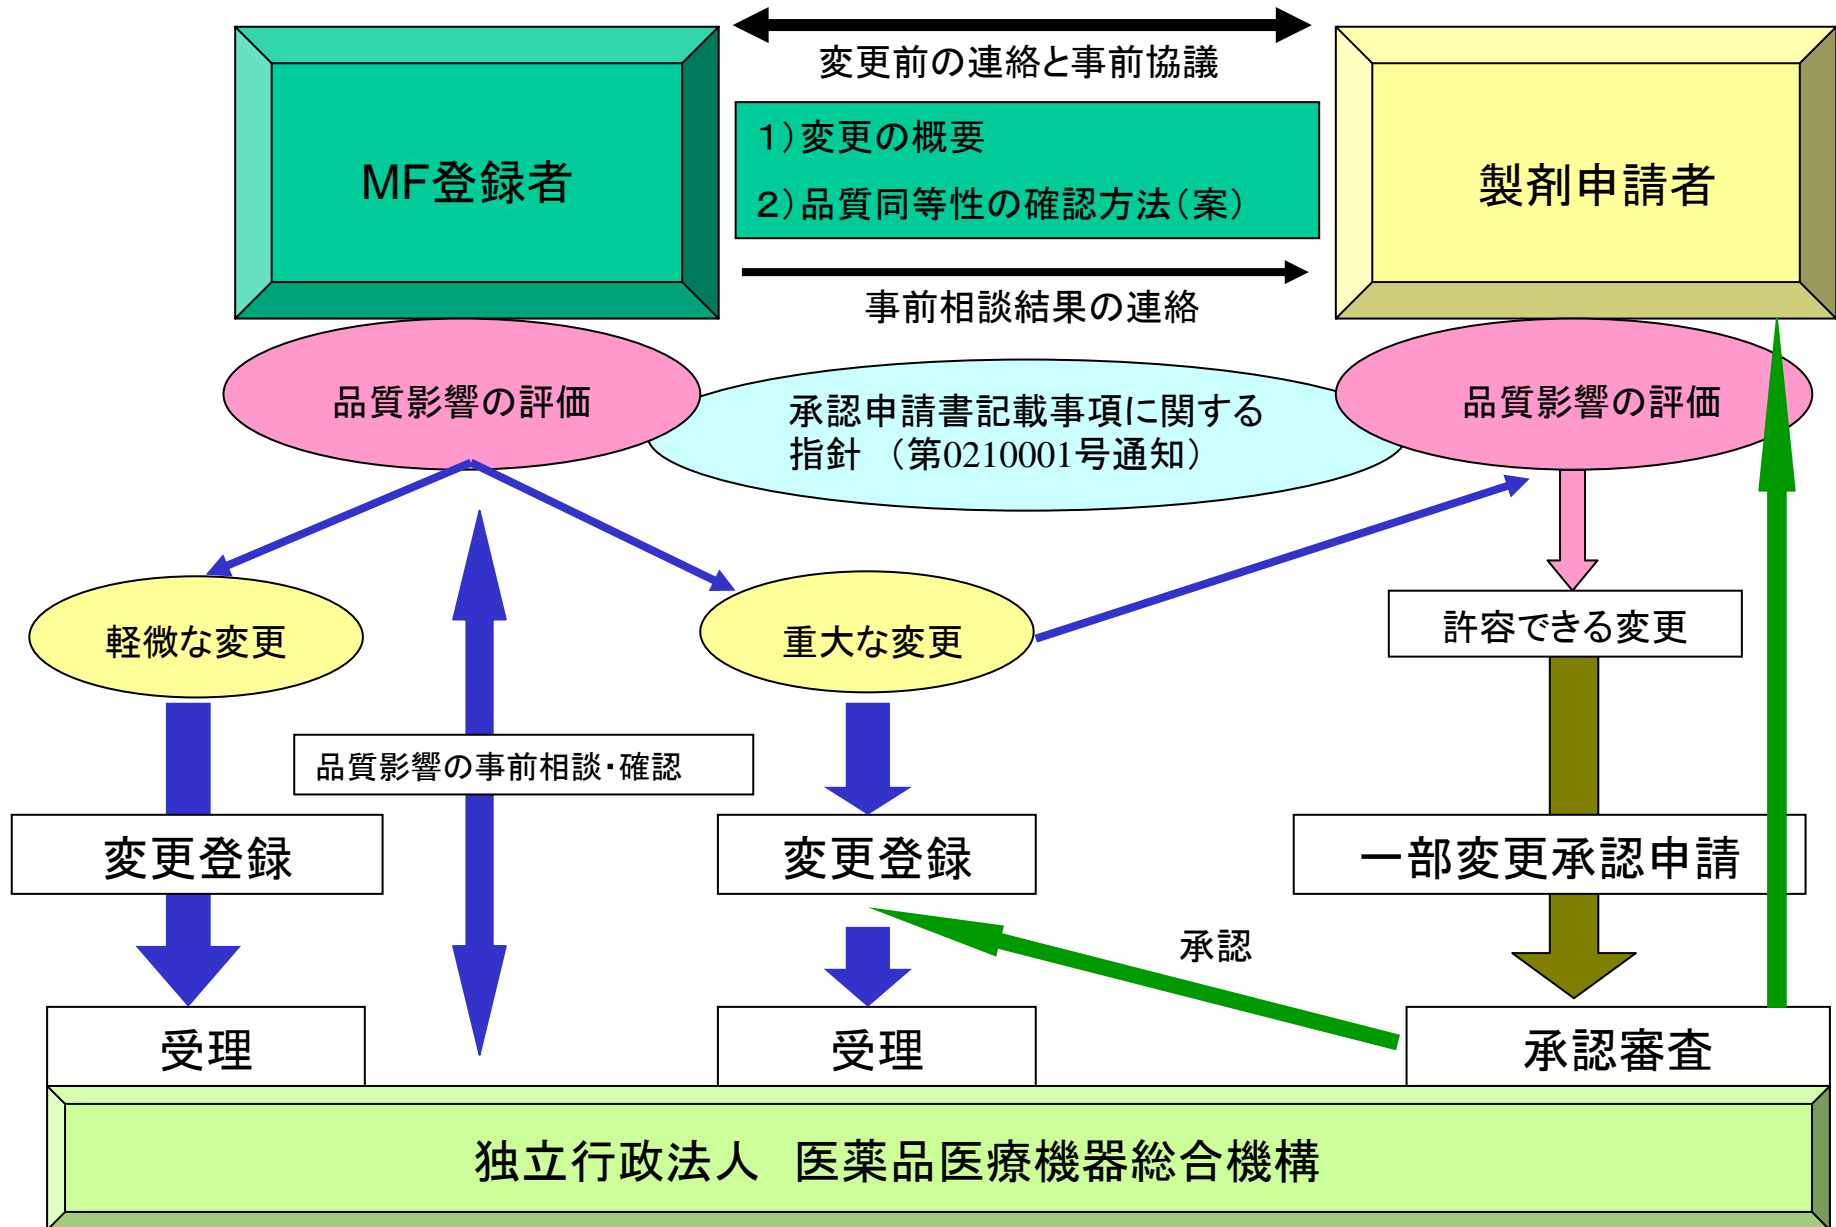 変更前の連絡と事前協議
MF登録者
1)変更の概要
2)品質同等性の確認方法(案)
製剤申請者
事前相談結果の連絡
品質影響の評価
承認申請書記載事項に関する
指針 (第0210001号通知)
品質影響の評価
軽微な変更
重大な変更
許容できる変更
品質影響の事前相談・確認
変更登録
変更登録
一部変更承認申請
承認
受理
受理
承認審査
独立行政法人 医薬品医療機器総合機構